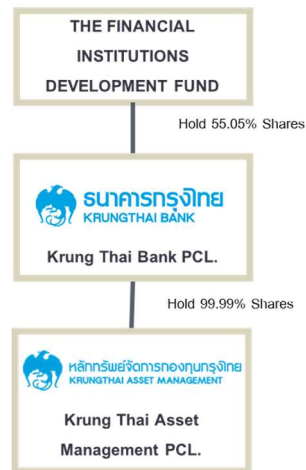 THE FINANCIAL
INSTITUTIONS
DEVELOPMENT FUND
Hold 55.05% Shares
ธนาคารกรุงไทย
KRUNGTHAI BANK
Krung Thai Bank PCL.
Hold 99.99% Shares
หลักทรัพย์จัดการกองทุนกรุงไทย
KRUNGTHAI ASSET MANAGEMENT
Krung Thai Asset
Management PCL.